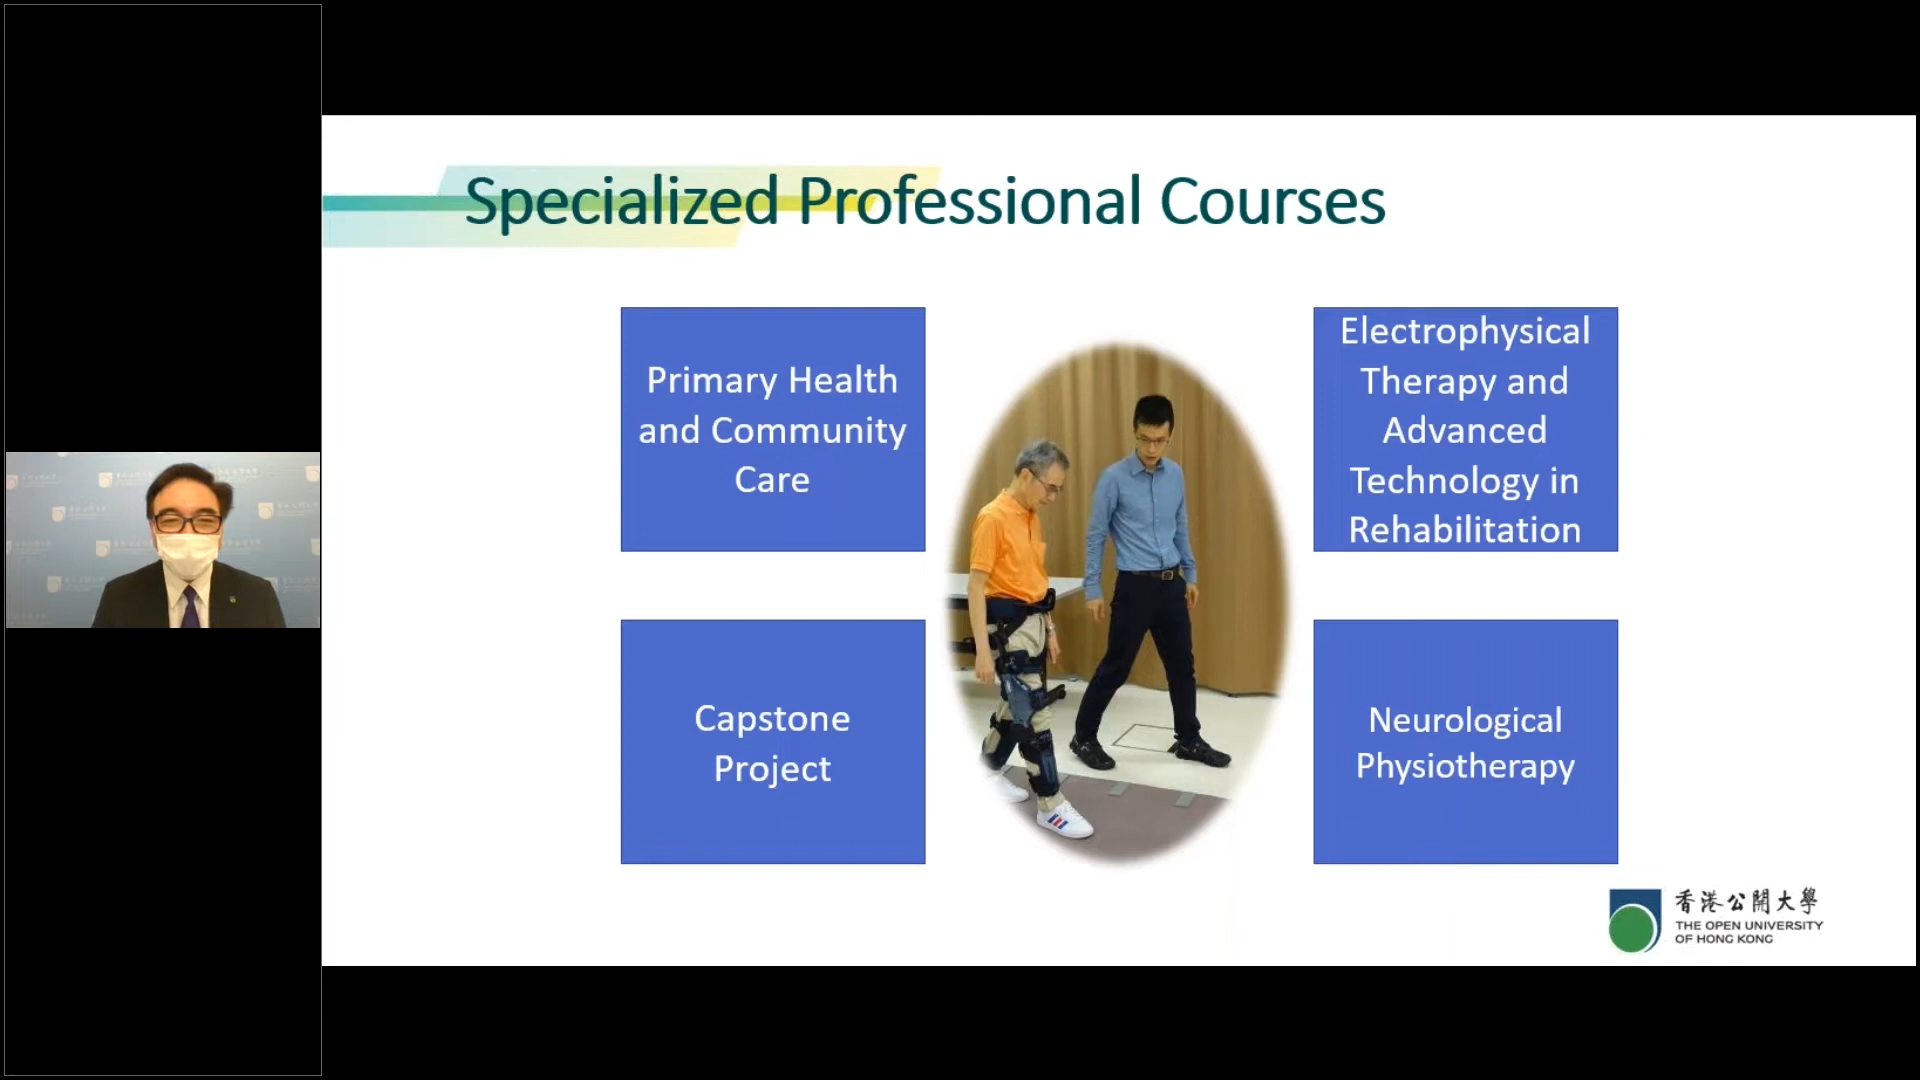 Specialized Professional Courses
Primary Health
and Community
Care
Electrophysical
Therapy and
Advanced
Technology in
Rehabilitation
Capstone
Project
Neurological
Physiotherapy
香港公開大學
THE OPEN UNIVERSITY
OF HONG KONG